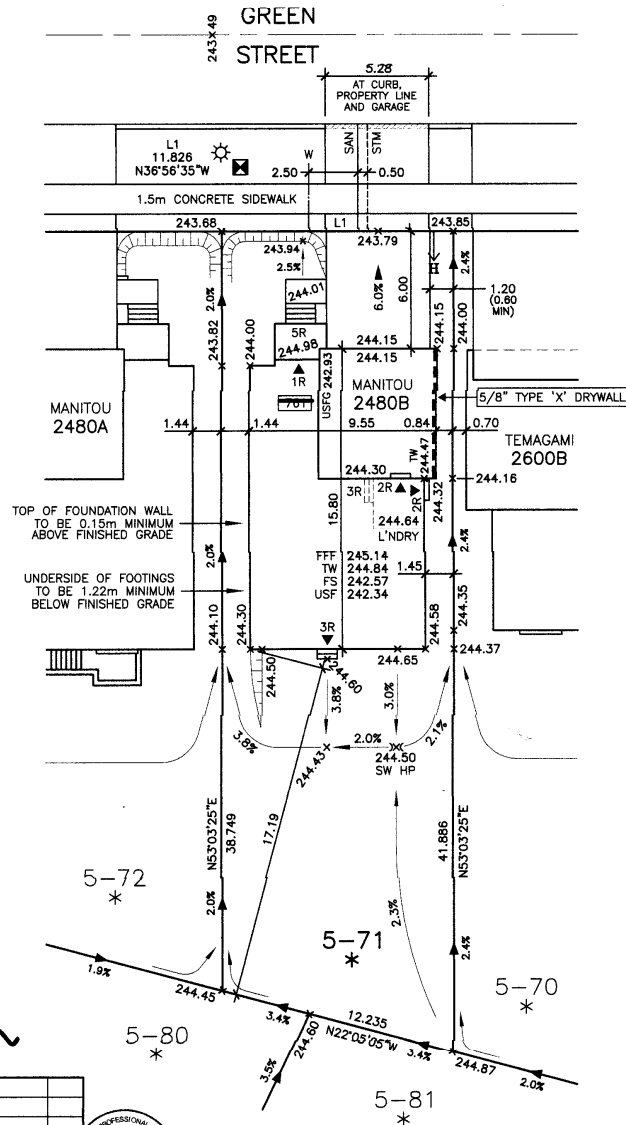 GREEN
STREET
243×49
5.28
AT CURB,
PROPERTY LINE
AND GARAGE
L1
11.826
N36°56'35"W
W
SAN
STM
2.50
0.50
1.5m CONCRETE SIDEWALK
243.68
L1
243.79
243.85
243.94
2.5%
2.0%
6.0%
6.00
H
2.4%
1.20
(0.60
MIN)
244.01
5R
244.98
243.82
244.00
244.15
244.00
244.15
244.15
1R
761
USFG 242.93
MANITOU
2480B
5/8" TYPE 'X' DRYWALL
MANITOU
2480A
1.44
1.44
9.55
0.84
0.70
TEMAGAMI
2600B
TW
244.47
244.30
3R
2R
2R
244.32
244.16
TOP OF FOUNDATION WALL
TO BE 0.15m MINIMUM
ABOVE FINISHED GRADE
15.80
244.64
L'NDRY
2.0%
2.4%
UNDERSIDE OF FOOTINGS
TO BE 1.22m MINIMUM
BELOW FINISHED GRADE
FFF 245.14
TW 244.84
FS 242.57
USF 242.34
1.45
244.10
244.30
3R
244.58
244.35
244.50
244.60
244.65
244.37
3.8%
3.0%
3.8%
2.0%
2.1%
244.43
244.50
SW HP
N53°03'25"E
38.749
17.19
41.886
N53°03'25"E
5-72
2.0%
2.3%
2.4%
5-71
5-70
1.9%
244.45
3.4%
12.235
N22°05'05"W
3.4%
244.87
2.0%
5-80
244.60
3.5%
5-81
PROFESSIONAL